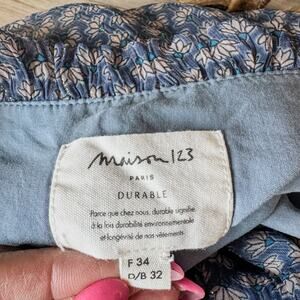 maison 123
PARIS
DURABLE
Parce que chez nous, durable signifie
à la fois durabilité environnementale
et longévité de nos vêtements.
F 34
D/B 32